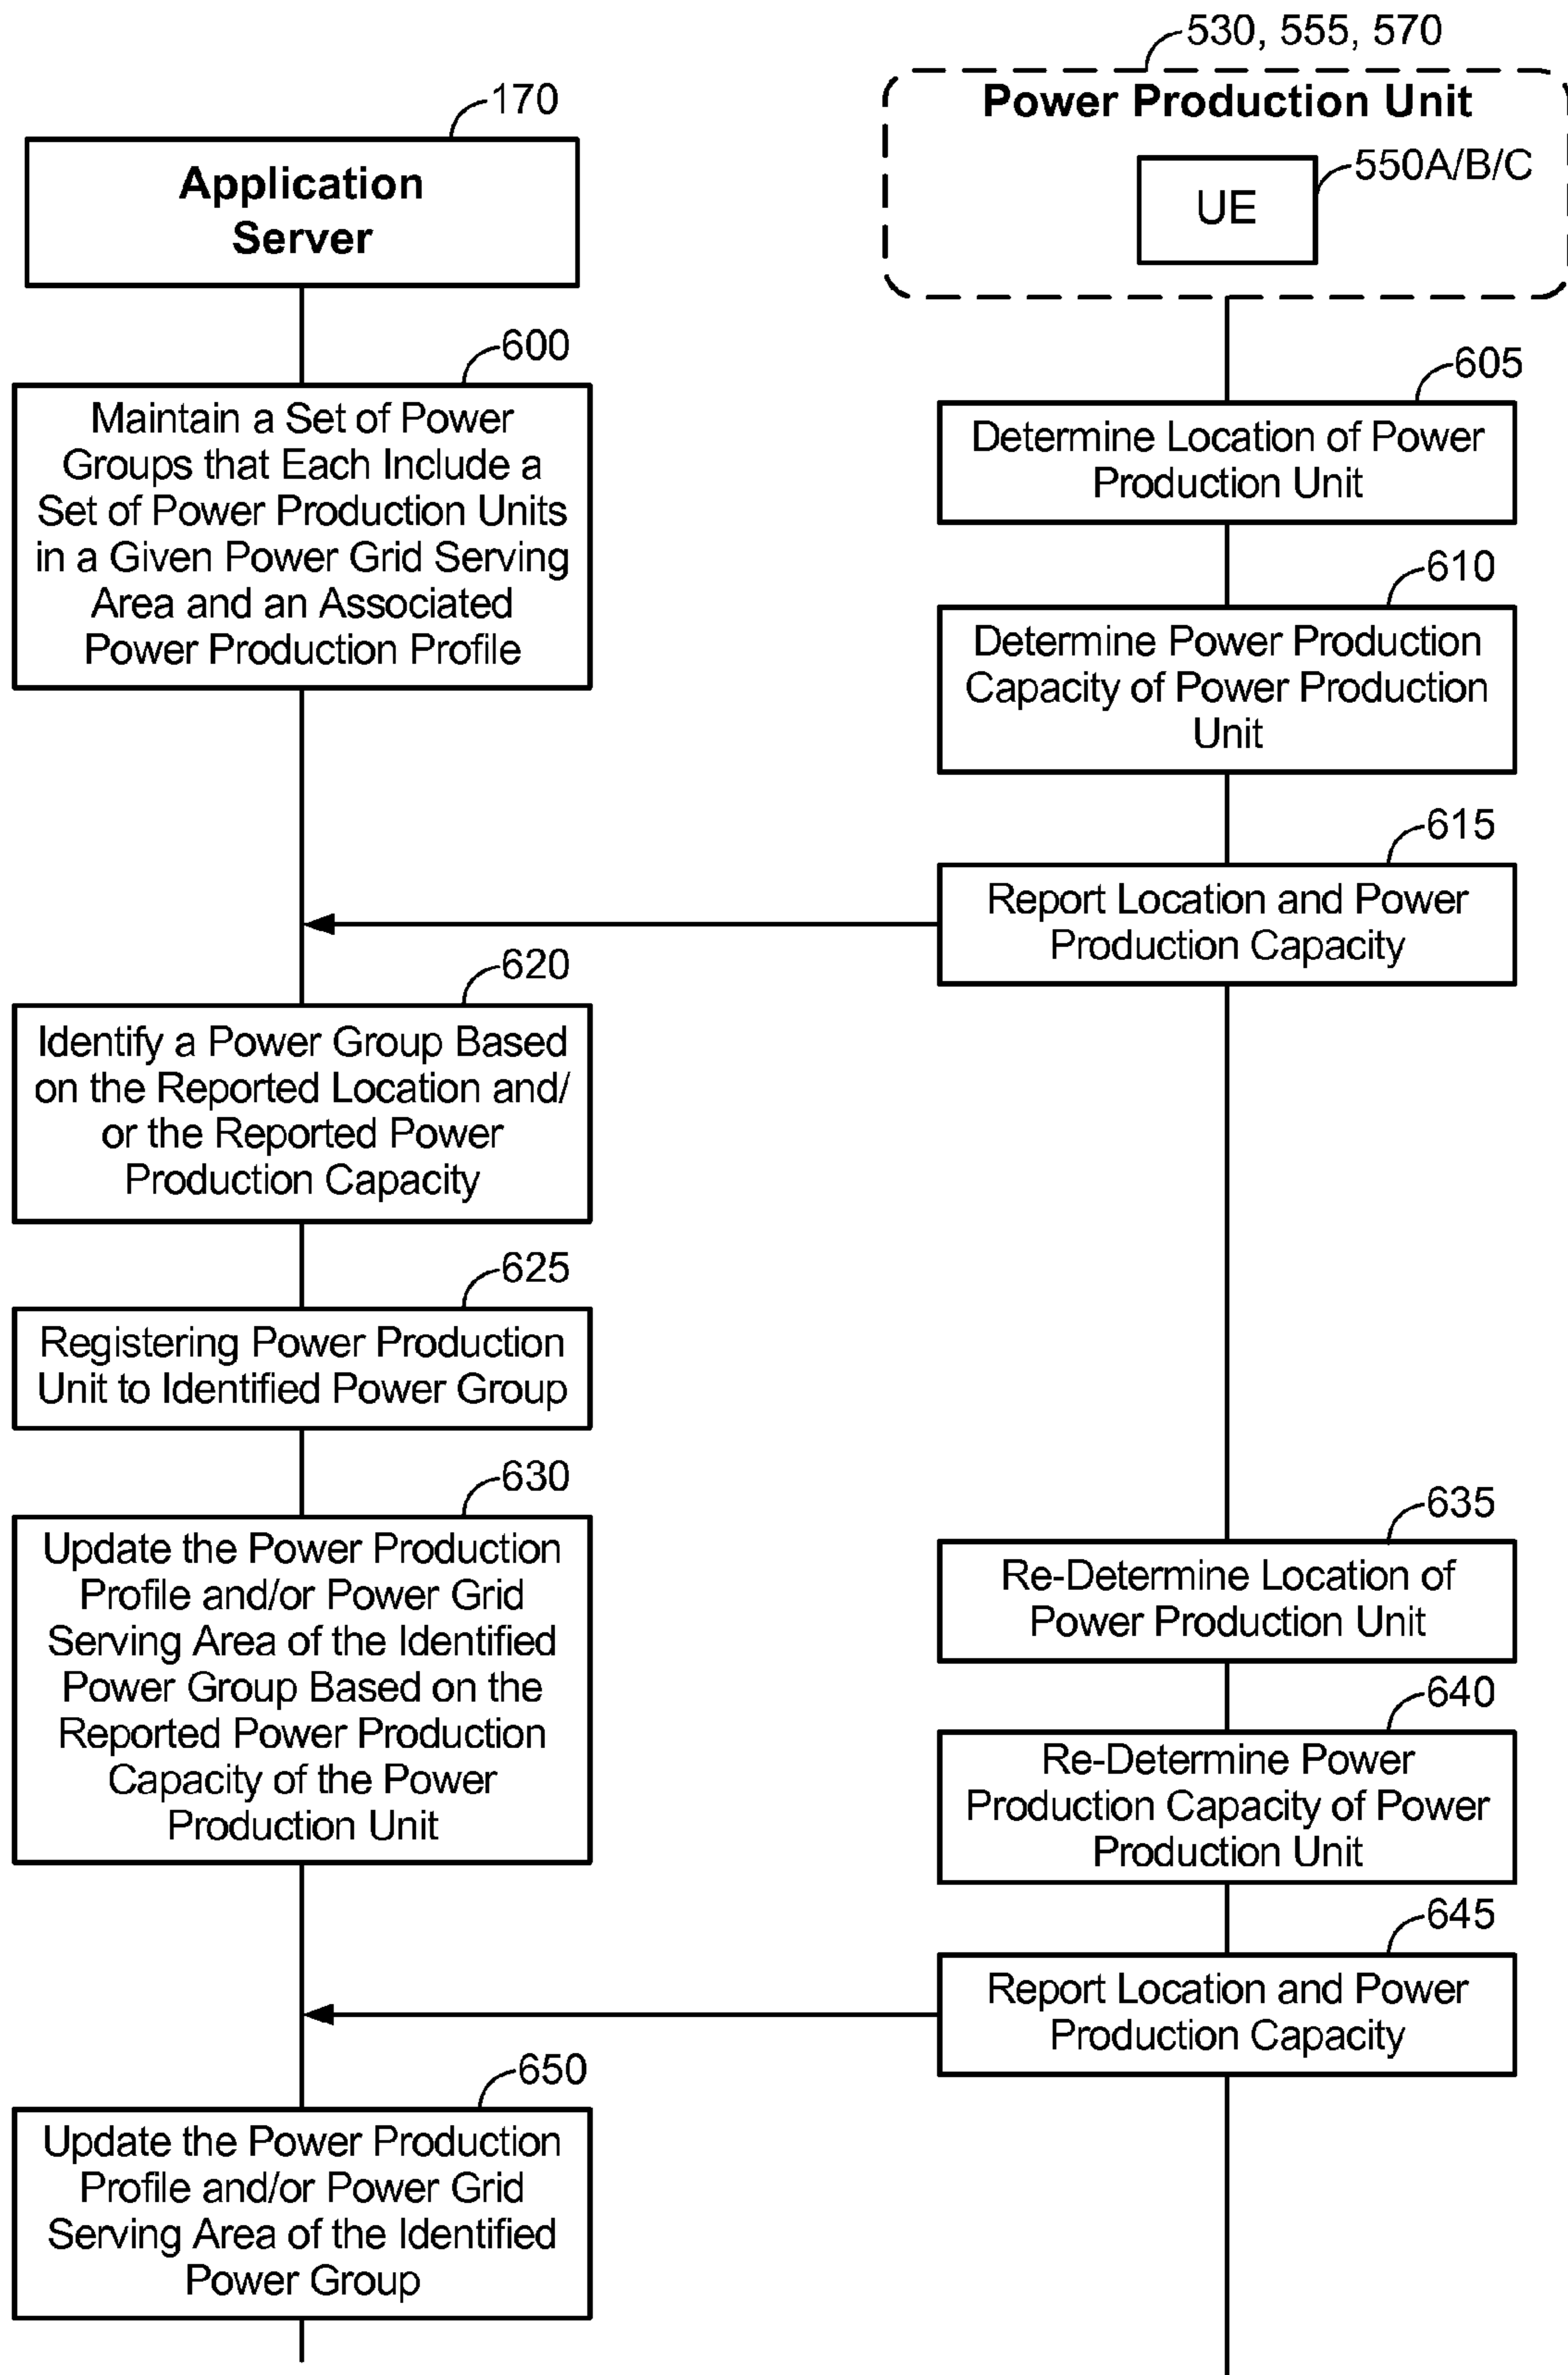 530, 555, 570
Power Production Unit
550A/B/C
UE
170
Application
Server
600
Maintain a Set of Power
Groups that Each Include a
Set of Power Production Units
in a Given Power Grid Serving
Area and an Associated
Power Production Profile
605
Determine Location of Power
Production Unit
610
Determine Power Production
Capacity of Power Production
Unit
615
Report Location and Power
Production Capacity
620
Identify a Power Group Based
on the Reported Location and/
or the Reported Power
Production Capacity
625
Registering Power Production
Unit to Identified Power Group
630
Update the Power Production
Profile and/or Power Grid
Serving Area of the Identified
Power Group Based on the
Reported Power Production
Capacity of the Power
Production Unit
635
Re-Determine Location of
Power Production Unit
640
Re-Determine Power
Production Capacity of Power
Production Unit
645
Report Location and Power
Production Capacity
650
Update the Power Production
Profile and/or Power Grid
Serving Area of the Identified
Power Group